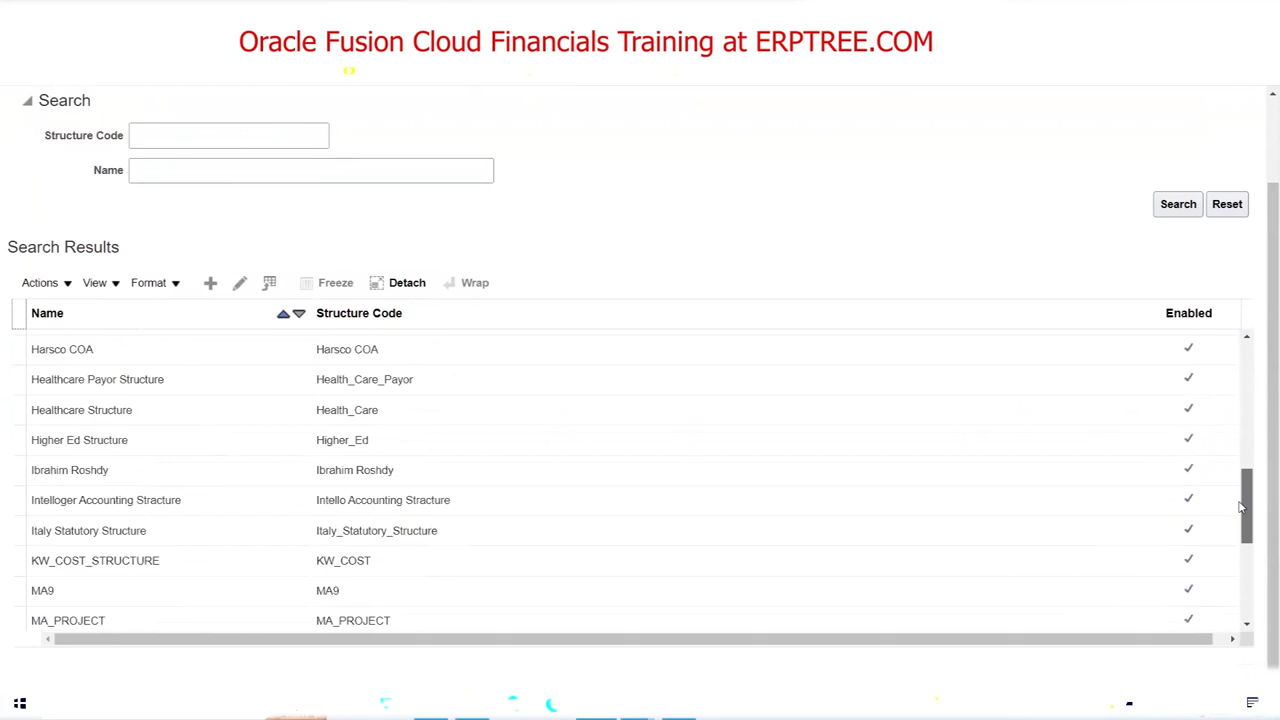 Oracle Fusion Cloud Financials Training at ERPTREE.COM
Search
Structure Code
Name
Search Reset
Search Results
Actions View Format Freeze Detach Wrap
Name Structure Code Enabled
Harsco COA Harsco COA
Healthcare Payor Structure Health_Care_Payor
Healthcare Structure Health_Care
Higher Ed Structure Higher_Ed
Ibrahim Roshdy Ibrahim Roshdy
Intelloger Accounting Stracture Intello Accounting Stracture
Italy Statutory Structure Italy_Statutory_Structure
KW_COST_STRUCTURE KW_COST
MA9 MA9
MA_PROJECT MA_PROJECT